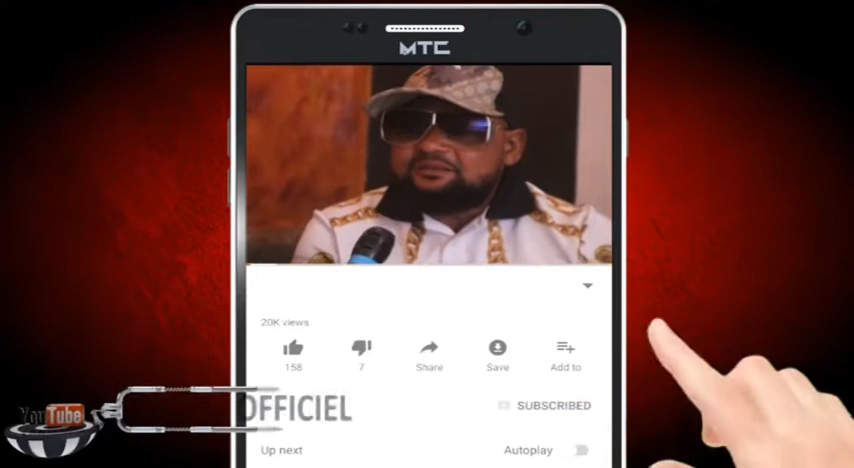 MTC
20K views
158
7
Share
Save
Add to
YouTube
OFFICIEL
SUBSCRIBED
Up next
Autoplay